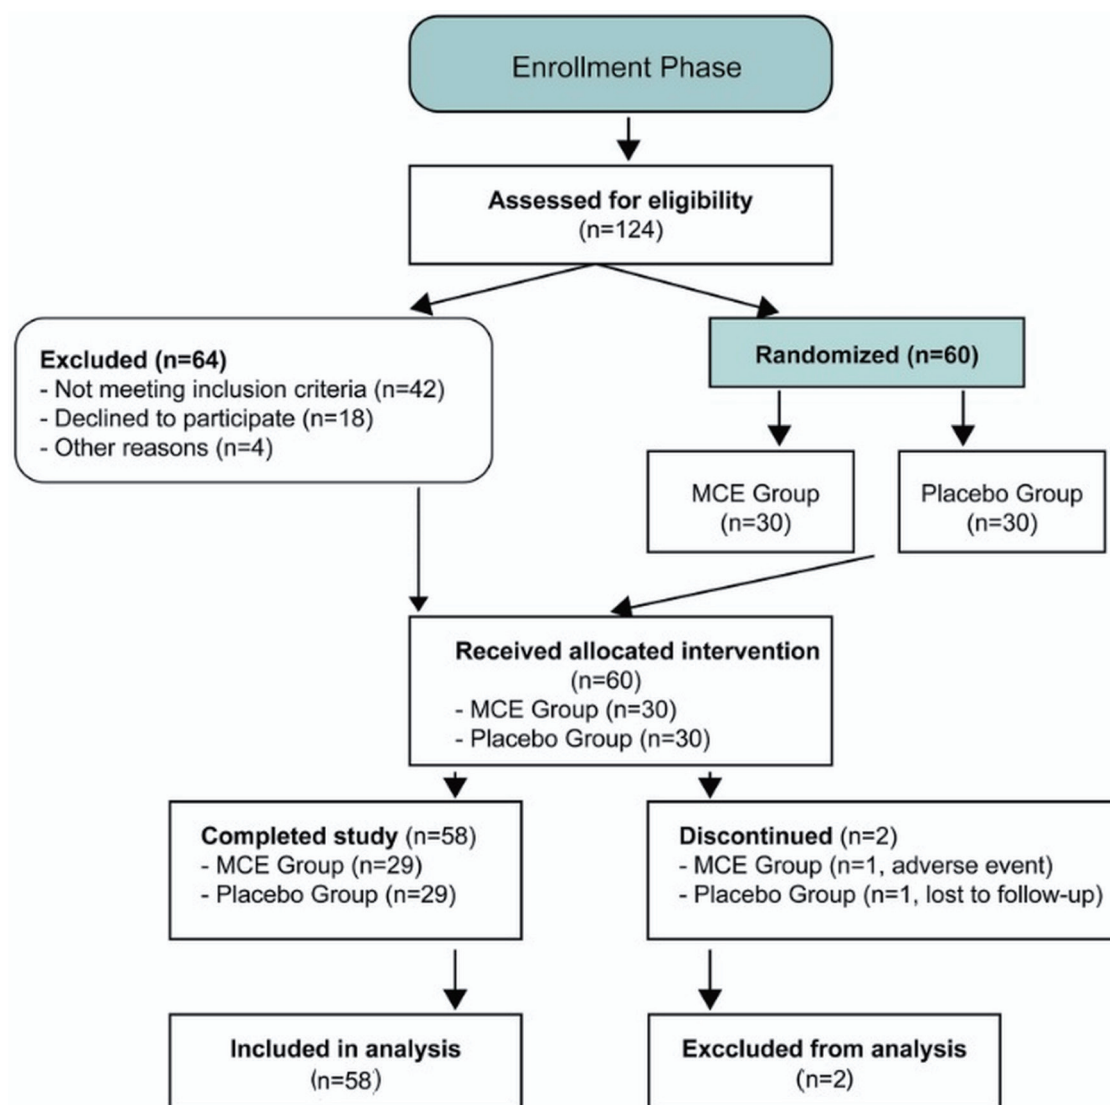 Enrollment Phase
Assessed for eligibility
(n=124)
Excluded (n=64)
- Not meeting inclusion criteria (n=42)
- Declined to participate (n=18)
- Other reasons (n=4)
Randomized (n=60)
MCE Group
(n=30)
Placebo Group
(n=30)
Received allocated intervention
(n=60)
- MCE Group (n=30)
- Placebo Group (n=30)
Completed study (n=58)
- MCE Group (n=29)
- Placebo Group (n=29)
Discontinued (n=2)
- MCE Group (n=1, adverse event)
- Placebo Group (n=1, lost to follow-up)
Included in analysis
(n=58)
Exccluded from analysis
(n=2)